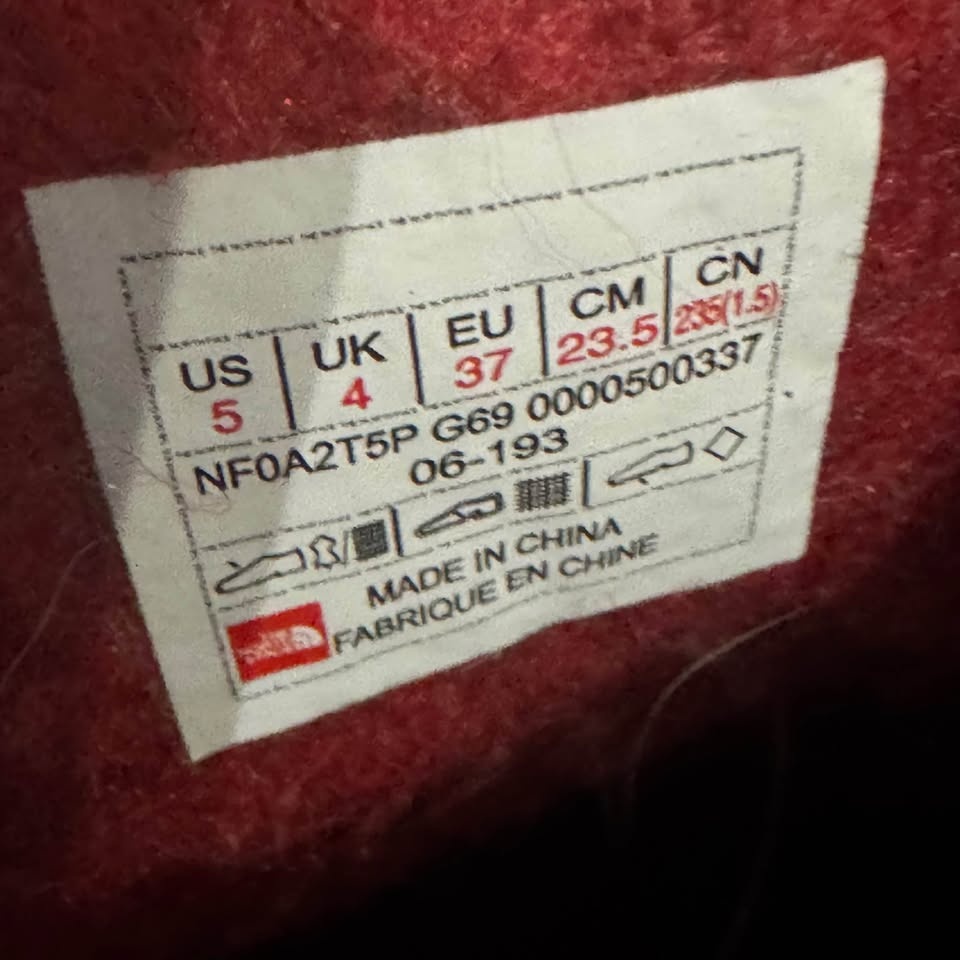 US | UK | EU | CM | CN
5 | 4 | 37 | 23.5 | 235(1.5)
NF0A2T5P G69 0000500337
06-193
MADE IN CHINA
FABRIQUE EN CHINE